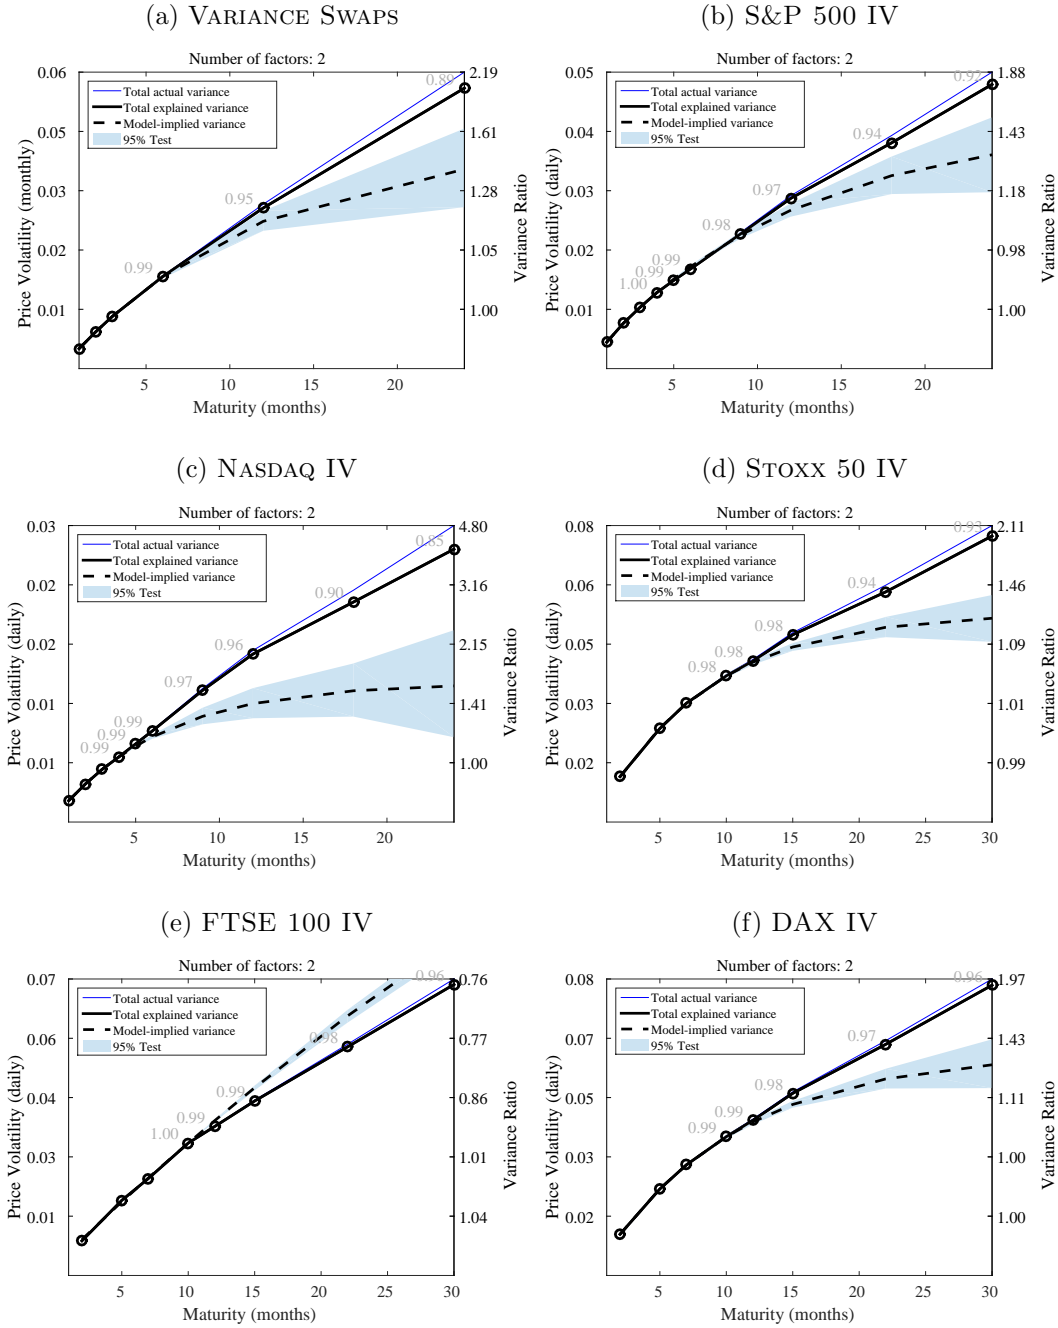 (a) Variance Swaps
Number of factors: 2
Total actual variance
Total explained variance
Model-implied variance
95% Test
0.06
0.05
0.03
0.02
0.01
Price Volatility (monthly)
0.99
0.95
0.89
2.19
1.61
1.28
1.05
1.00
Variance Ratio
5 10 15 20
Maturity (months)
(b) S&P 500 IV
Number of factors: 2
Total actual variance
Total explained variance
Model-implied variance
95% Test
0.05
0.04
0.03
0.02
0.01
Price Volatility (daily)
1.00
0.99
0.99
0.98
0.97
0.94
0.92
1.88
1.43
1.18
0.98
1.00
Variance Ratio
5 10 15 20
Maturity (months)
(c) Nasdaq IV
Number of factors: 2
Total actual variance
Total explained variance
Model-implied variance
95% Test
0.03
0.02
0.02
0.01
0.01
Price Volatility (daily)
0.99
0.99
0.99
0.97
0.96
0.90
0.85
4.80
3.16
2.15
1.41
1.00
Variance Ratio
5 10 15 20
Maturity (months)
(d) Stoxx 50 IV
Number of factors: 2
Total actual variance
Total explained variance
Model-implied variance
95% Test
0.08
0.06
0.05
0.03
0.02
Price Volatility (daily)
0.98
0.98
0.98
0.94
0.93
2.11
1.46
1.09
1.01
0.99
Variance Ratio
5 10 15 20 25 30
Maturity (months)
(e) FTSE 100 IV
Number of factors: 2
Total actual variance
Total explained variance
Model-implied variance
95% Test
0.07
0.06
0.04
0.03
0.01
Price Volatility (daily)
1.00
0.99
0.99
0.98
0.96
0.76
0.77
0.86
1.01
1.04
Variance Ratio
5 10 15 20 25 30
Maturity (months)
(f) DAX IV
Number of factors: 2
Total actual variance
Total explained variance
Model-implied variance
95% Test
0.08
0.07
0.05
0.03
0.02
Price Volatility (daily)
0.99
0.99
0.98
0.97
0.96
1.97
1.43
1.11
1.00
1.00
Variance Ratio
5 10 15 20 25 30
Maturity (months)